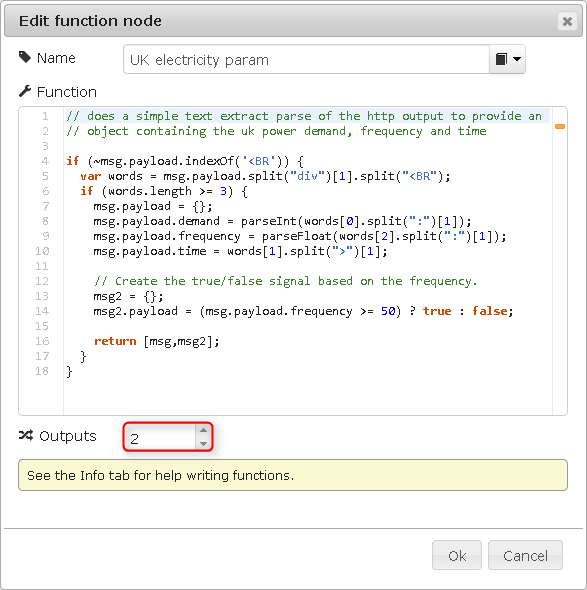 Edit function node
Name
UK electricity param
Function
1 // does a simple text extract parse of the http output to provide an
2 // object containing the uk power demand, frequency and time
3
4 if (~msg.payload.indexOf('<BR')) {
5   var words = msg.payload.split("div")[1].split("<BR");
6   if (words.length >= 3) {
7     msg.payload = {};
8     msg.payload.demand = parseInt(words[0].split(":")[1]);
9     msg.payload.frequency = parseFloat(words[2].split(":")[1]);
10     msg.payload.time = words[1].split(">")[1];
11
12     // Create the true/false signal based on the frequency.
13     msg2 = {};
14     msg2.payload = (msg.payload.frequency >= 50) ? true : false;
15
16     return [msg,msg2];
17   }
18 }
Outputs
2
See the Info tab for help writing functions.
Ok
Cancel